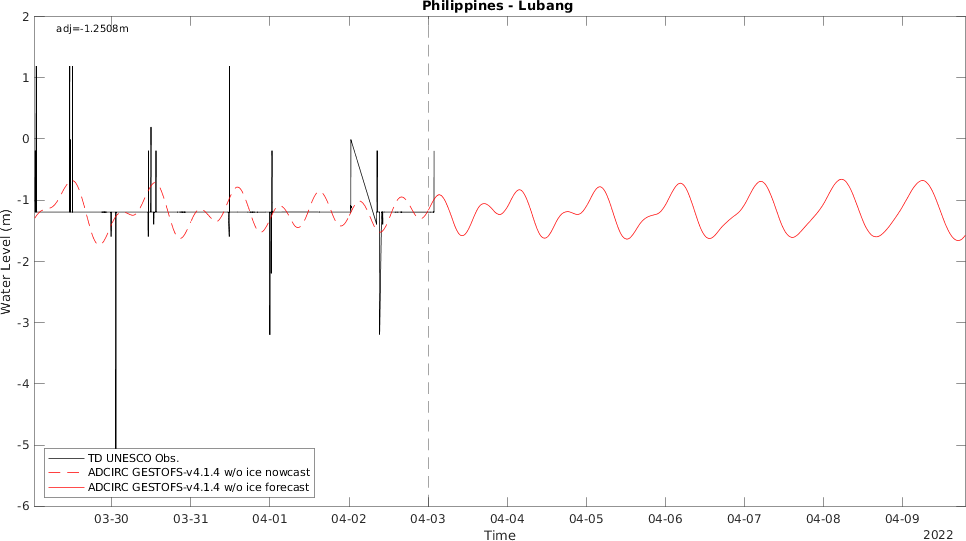 Philippines - Lubang
adj=-1.2508m
2
1
0
-1
-2
-3
-4
-5
-6
Water Level (m)
TD UNESCO Obs.
ADCIRC GESTOFS-v4.1.4 w/o ice nowcast
ADCIRC GESTOFS-v4.1.4 w/o ice forecast
03-30 03-31 04-01 04-02 04-03 04-04 04-05 04-06 04-07 04-08 04-09
Time
2022